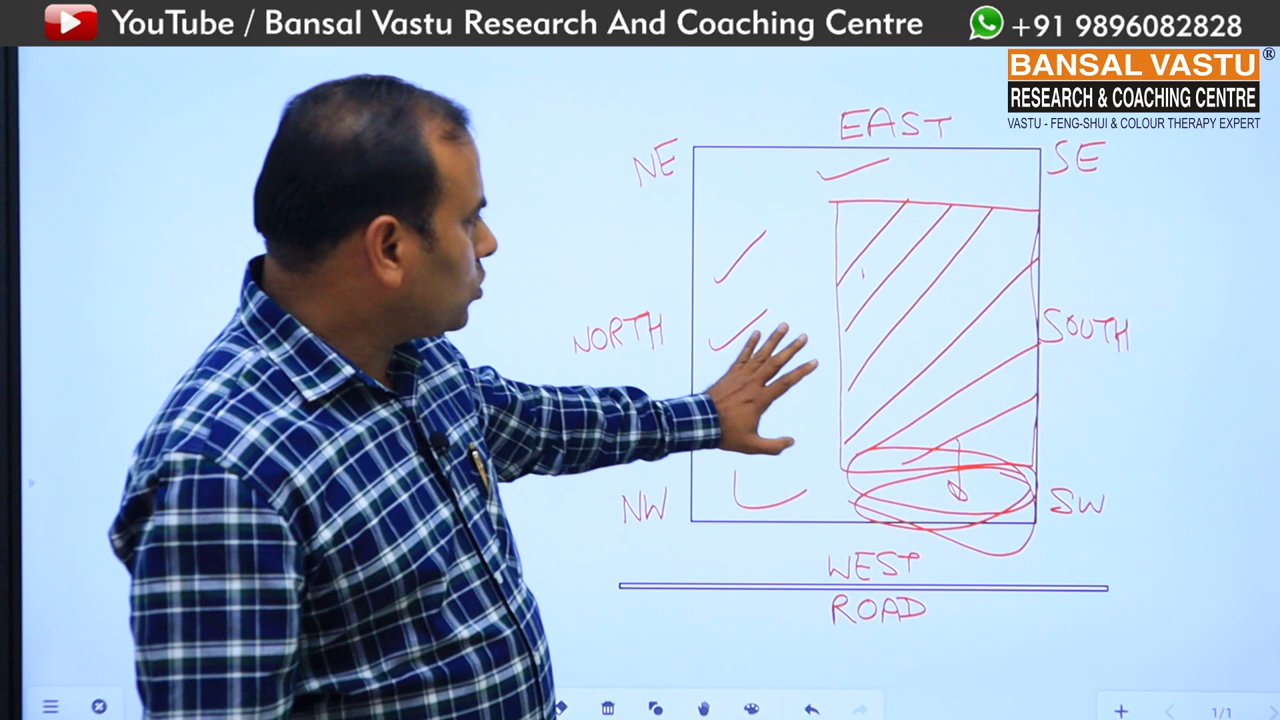 YouTube / Bansal Vastu Research And Coaching Centre
+91 9896082828
BANSAL VASTU®
RESEARCH & COACHING CENTRE
VASTU - FENG-SHUI & COLOUR THERAPY EXPERT
EAST
NE
SE
NORTH
SOUTH
NW
SW
WEST
ROAD
1/1